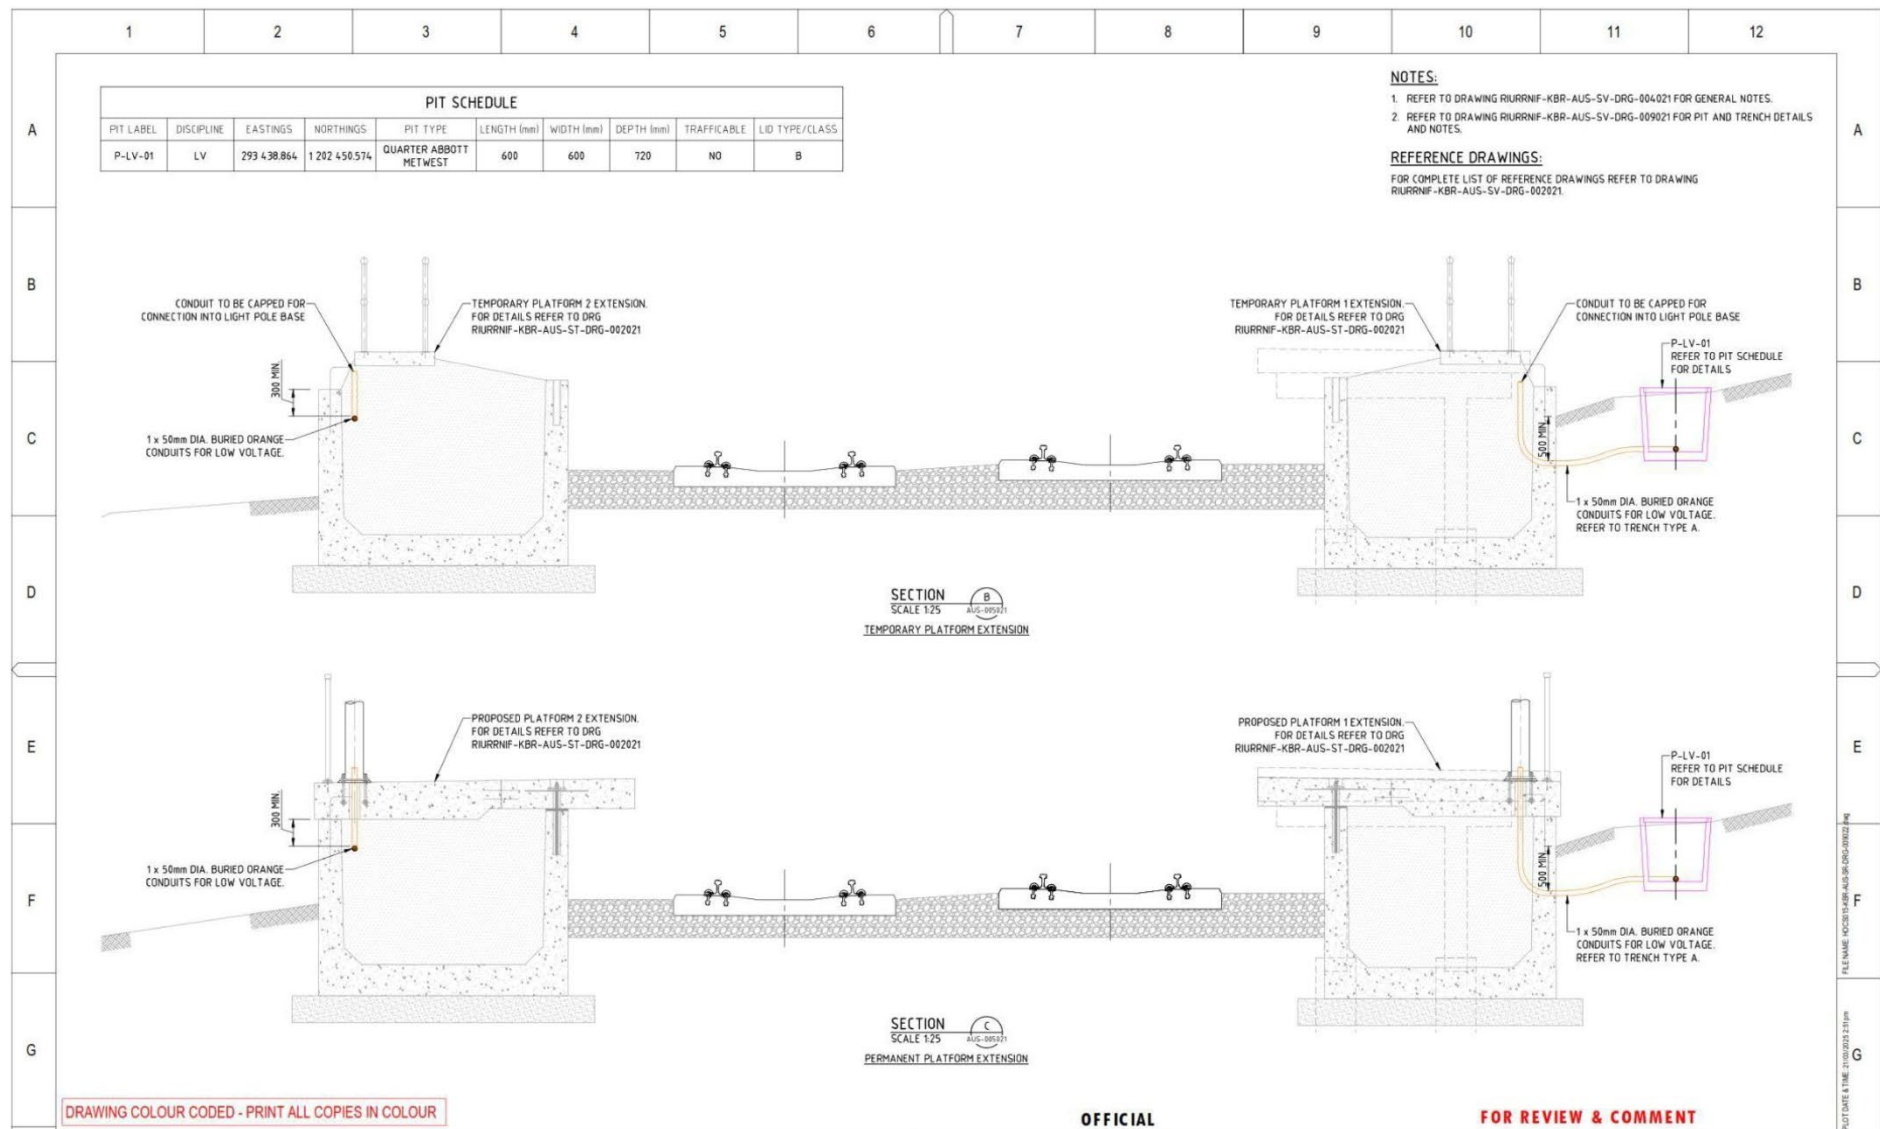 1 2 3 4 5 6 7 8 9 10 11 12
PIT SCHEDULE
PIT LABEL DISCIPLINE EASTINGS NORTHINGS PIT TYPE LENGTH (mm) WIDTH (mm) DEPTH (mm) TRAFFICABLE LID TYPE/CLASS
P-LV-01 LV 293 438.864 1 202 450.574 QUARTER ABBOTT METWEST 600 600 720 NO B
NOTES:
1. REFER TO DRAWING RIURRNIF-KBR-AUS-SV-DRG-004021 FOR GENERAL NOTES.
2. REFER TO DRAWING RIURRNIF-KBR-AUS-SV-DRG-009021 FOR PIT AND TRENCH DETAILS
AND NOTES.
REFERENCE DRAWINGS:
FOR COMPLETE LIST OF REFERENCE DRAWINGS REFER TO DRAWING
RIURRNIF-KBR-AUS-SV-DRG-002021.
A A
B B
C C
D D
E E
F F
G G
CONDUIT TO BE CAPPED FOR
CONNECTION INTO LIGHT POLE BASE
TEMPORARY PLATFORM 2 EXTENSION.
FOR DETAILS REFER TO DRG
RIURRNIF-KBR-AUS-ST-DRG-002021
300 MIN.
1 x 50mm DIA. BURIED ORANGE
CONDUITS FOR LOW VOLTAGE.
TEMPORARY PLATFORM 1 EXTENSION.
FOR DETAILS REFER TO DRG
RIURRNIF-KBR-AUS-ST-DRG-002021
CONDUIT TO BE CAPPED FOR
CONNECTION INTO LIGHT POLE BASE
P-LV-01
REFER TO PIT SCHEDULE
FOR DETAILS
500 MIN.
1 x 50mm DIA. BURIED ORANGE
CONDUITS FOR LOW VOLTAGE.
REFER TO TRENCH TYPE A.
SECTION B
SCALE 1:25 AUS-005021
TEMPORARY PLATFORM EXTENSION
PROPOSED PLATFORM 2 EXTENSION.
FOR DETAILS REFER TO DRG
RIURRNIF-KBR-AUS-ST-DRG-002021
300 MIN.
1 x 50mm DIA. BURIED ORANGE
CONDUITS FOR LOW VOLTAGE.
PROPOSED PLATFORM 1 EXTENSION.
FOR DETAILS REFER TO DRG
RIURRNIF-KBR-AUS-ST-DRG-002021
P-LV-01
REFER TO PIT SCHEDULE
FOR DETAILS
500 MIN.
1 x 50mm DIA. BURIED ORANGE
CONDUITS FOR LOW VOLTAGE.
REFER TO TRENCH TYPE A.
SECTION C
SCALE 1:25 AUS-005021
PERMANENT PLATFORM EXTENSION
DRAWING COLOUR CODED - PRINT ALL COPIES IN COLOUR
OFFICIAL
FOR REVIEW & COMMENT